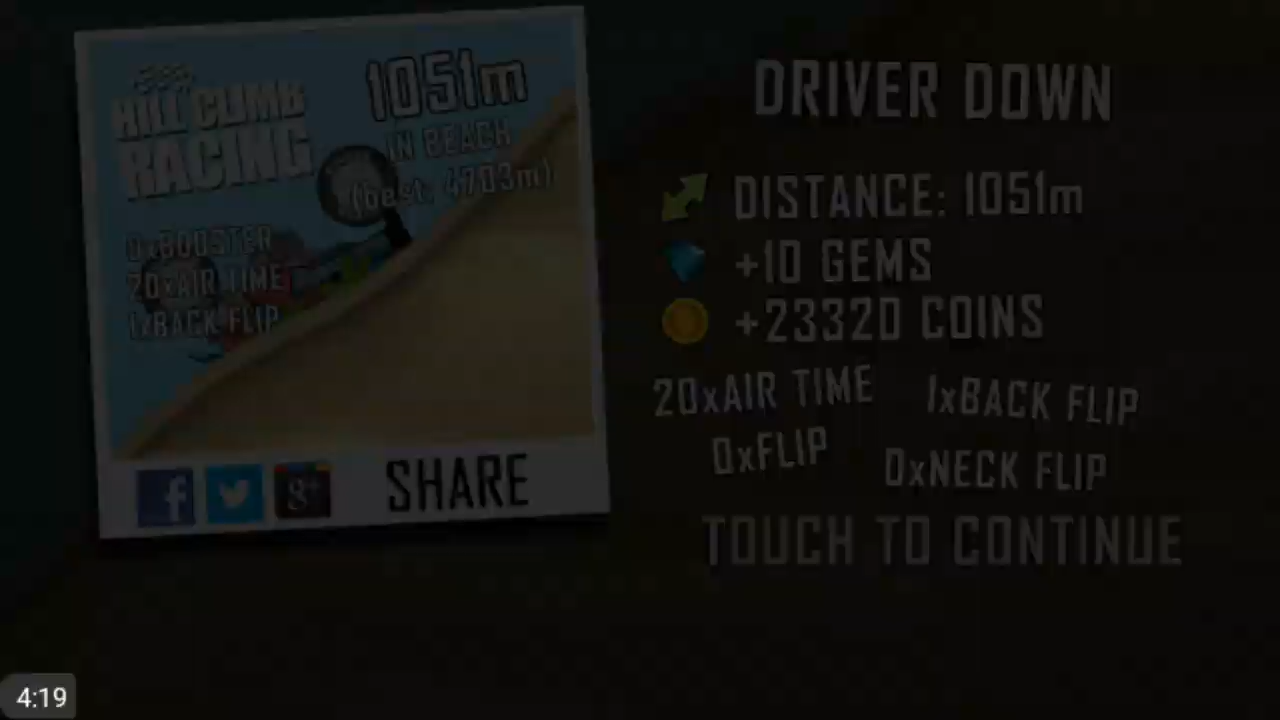 HILL CLIMB
RACING
1051m
IN BEACH
(best: 4703m)
0xBOOSTER
20xAIR TIME
1xBACK FLIP
f
g+
SHARE
DRIVER DOWN
DISTANCE: 1051m
+10 GEMS
+23320 COINS
20xAIR TIME
1xBACK FLIP
0xFLIP
0xNECK FLIP
TOUCH TO CONTINUE
4:19